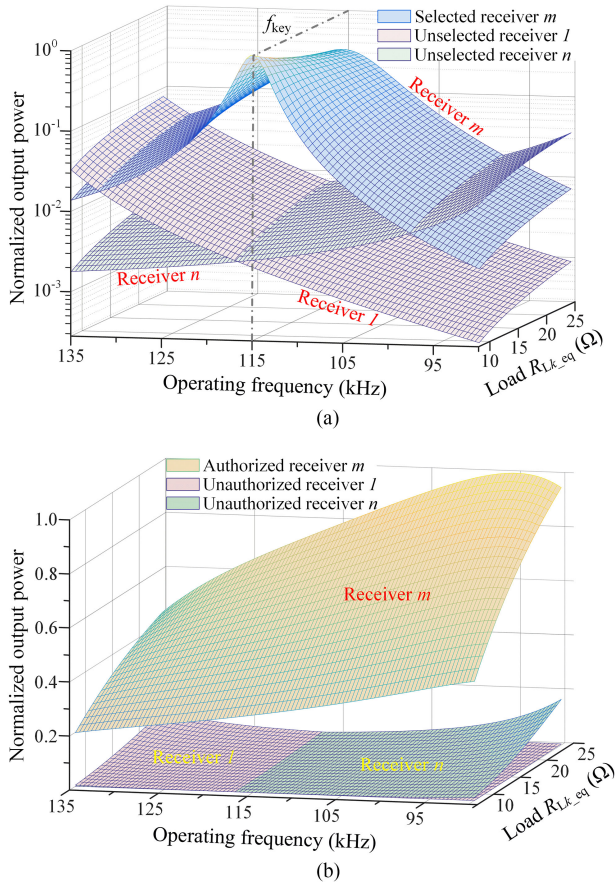 f_key
Selected receiver m
Unselected receiver 1
Unselected receiver n
Normalized output power
10^0
10^-1
10^-2
10^-3
Receiver m
Receiver n
Receiver 1
135
125
115
105
95
10
15
20
25
Operating frequency (kHz)
Load R_Lk_eq (Ω)
(a)
Authorized receiver m
Unauthorized receiver 1
Unauthorized receiver n
Normalized output power
1.0
0.8
0.6
0.4
0.2
Receiver m
Receiver 1
Receiver n
135
125
115
105
95
10
15
20
25
Operating frequency (kHz)
Load R_Lk_eq (Ω)
(b)